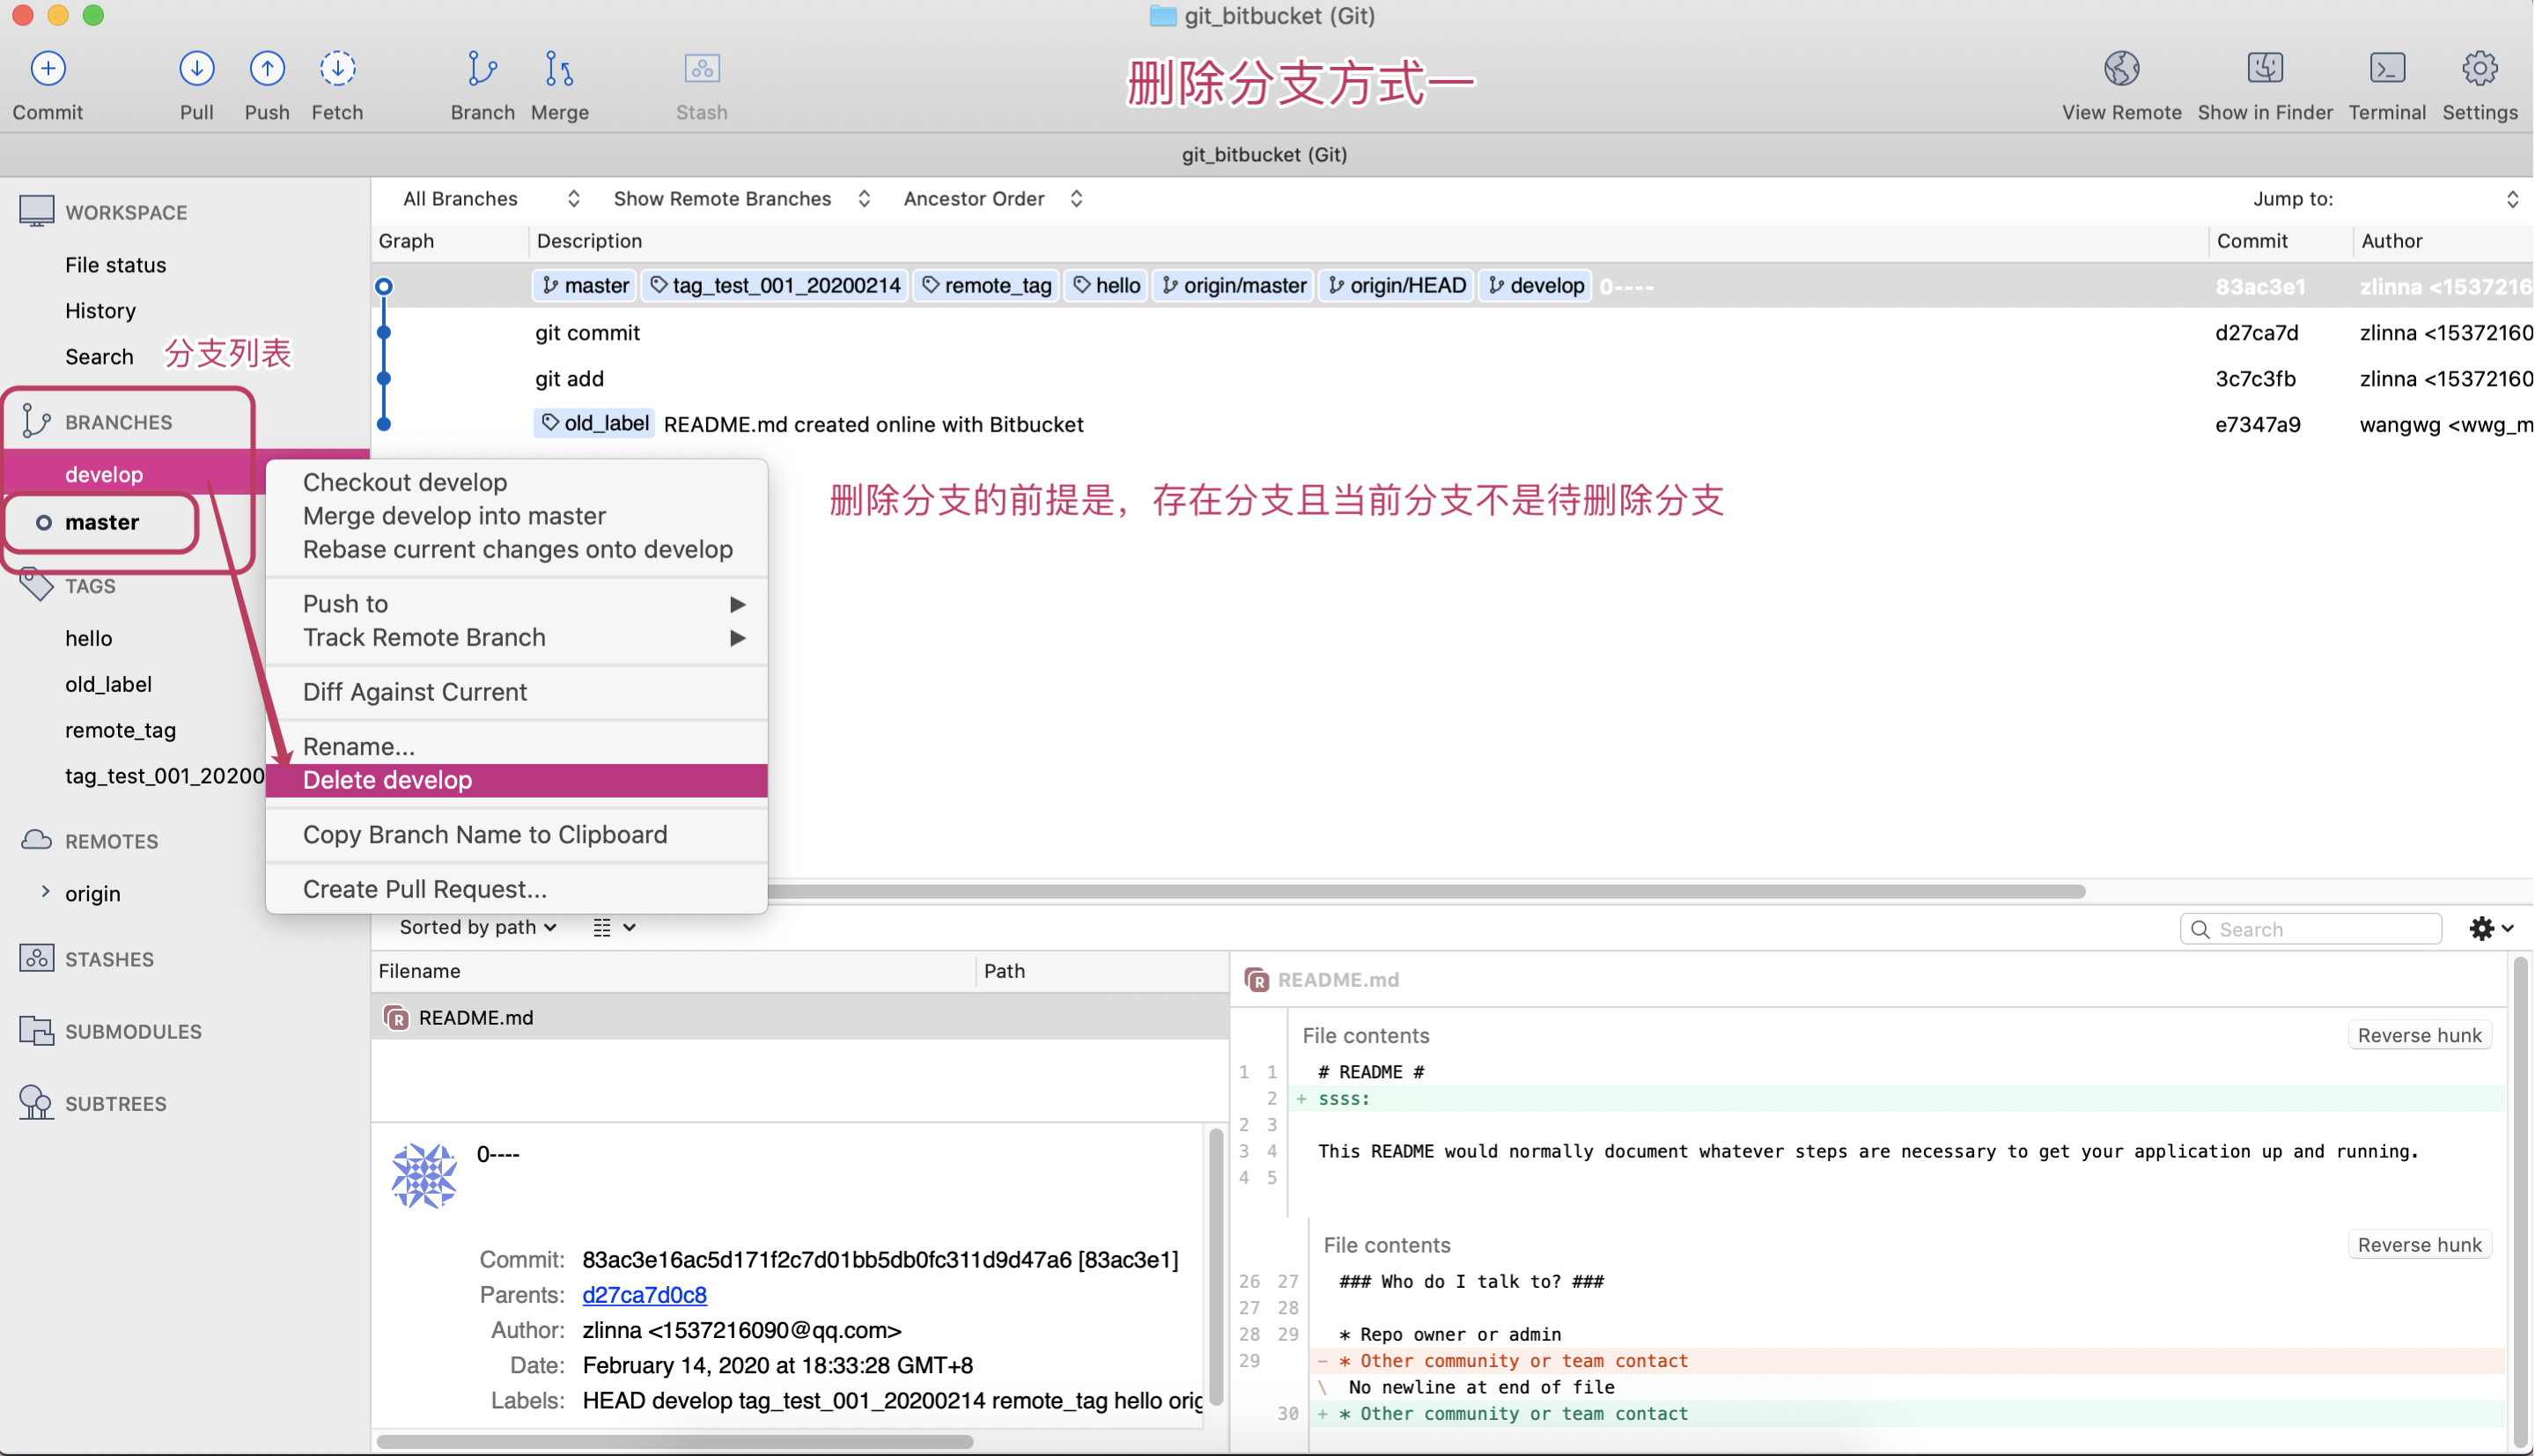 git_bitbucket (Git)
Commit Pull Push Fetch Branch Merge Stash
删除分支方式一
View Remote Show in Finder Terminal Settings
git_bitbucket (Git)
WORKSPACE
File status
History
Search
分支列表
BRANCHES
develop
master
TAGS
hello
old_label
remote_tag
tag_test_001_20200
REMOTES
origin
STASHES
SUBMODULES
SUBTREES
All Branches Show Remote Branches Ancestor Order Jump to:
Graph Description Commit Author
master tag_test_001_20200214 remote_tag hello origin/master origin/HEAD develop 0---- 83ac3e1 zlinna <1537216
git commit d27ca7d zlinna <15372160
git add 3c7c3fb zlinna <15372160
old_label README.md created online with Bitbucket e7347a9 wangwg <wwg_m
删除分支的前提是，存在分支且当前分支不是待删除分支
Checkout develop
Merge develop into master
Rebase current changes onto develop
Push to
Track Remote Branch
Diff Against Current
Rename...
Delete develop
Copy Branch Name to Clipboard
Create Pull Request...
Sorted by path Search
Filename Path
README.md
0----
Commit: 83ac3e16ac5d171f2c7d01bb5db0fc311d9d47a6 [83ac3e1]
Parents: d27ca7d0c8
Author: zlinna <1537216090@qq.com>
Date: February 14, 2020 at 18:33:28 GMT+8
Labels: HEAD develop tag_test_001_20200214 remote_tag hello orig
R README.md
File contents Reverse hunk
1 1 # README #
2 + ssss:
2 3
3 4 This README would normally document whatever steps are necessary to get your application up and running.
4 5
File contents Reverse hunk
26 27 ### Who do I talk to? ###
27 28
28 29 * Repo owner or admin
29 - * Other community or team contact
\ No newline at end of file
30 + * Other community or team contact